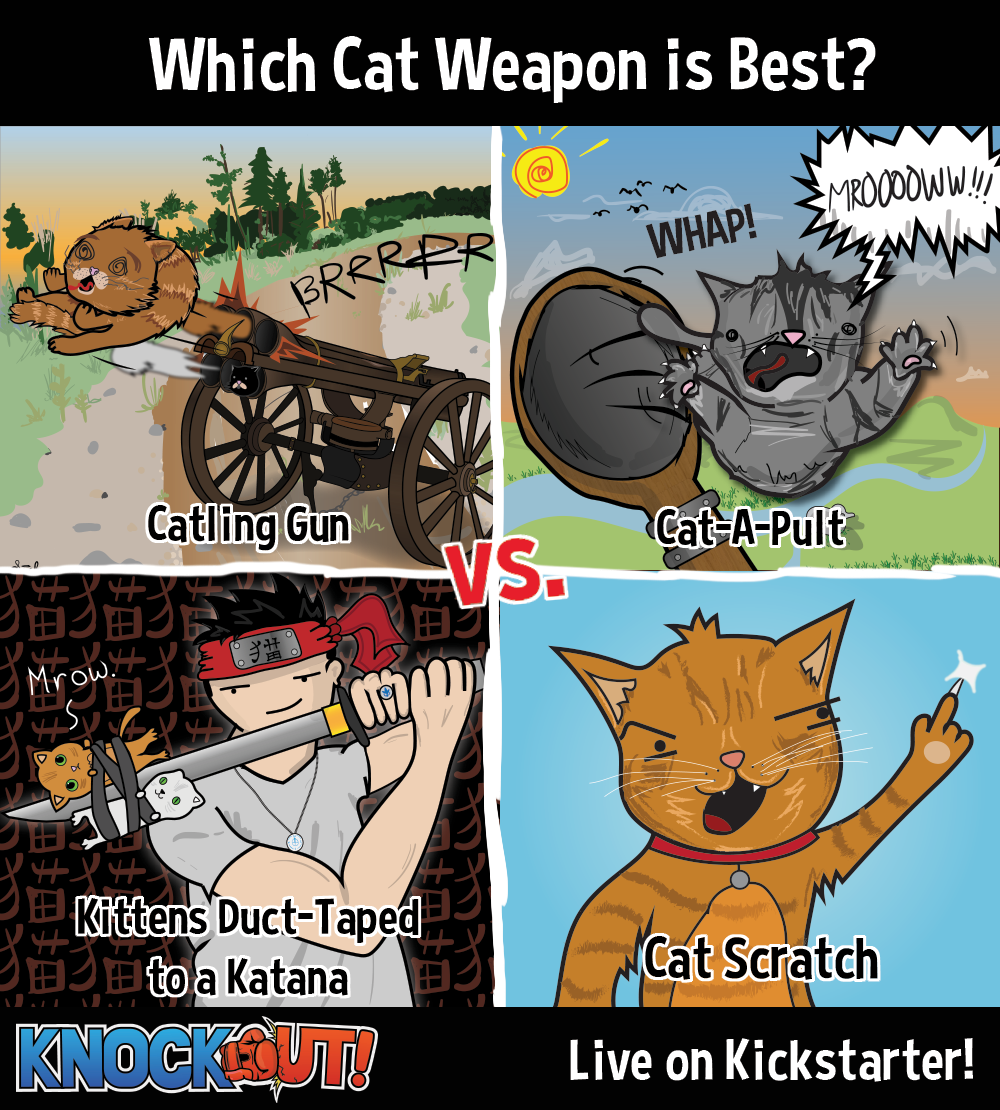 Which Cat Weapon is Best?
BRRRRR
Catling Gun
WHAP!
MROOOOWW!!!
Cat-A-Pult
VS.
猫
Mrow.
Kittens Duct-Taped
to a Katana
Cat Scratch
KNOCKOUT!
Live on Kickstarter!